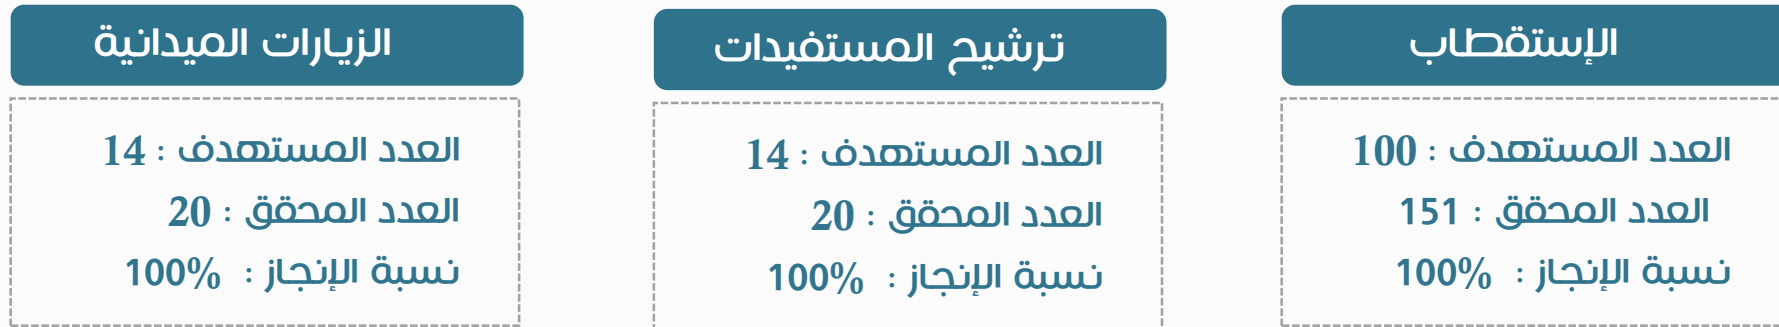 الإستقطاب
العدد المستهدف : 100
العدد المحقق : 151
نسبة الإنجاز : 100%
ترشيح المستفيدات
العدد المستهدف : 14
العدد المحقق : 20
نسبة الإنجاز : 100%
الزيارات الميدانية
العدد المستهدف : 14
العدد المحقق : 20
نسبة الإنجاز : 100%